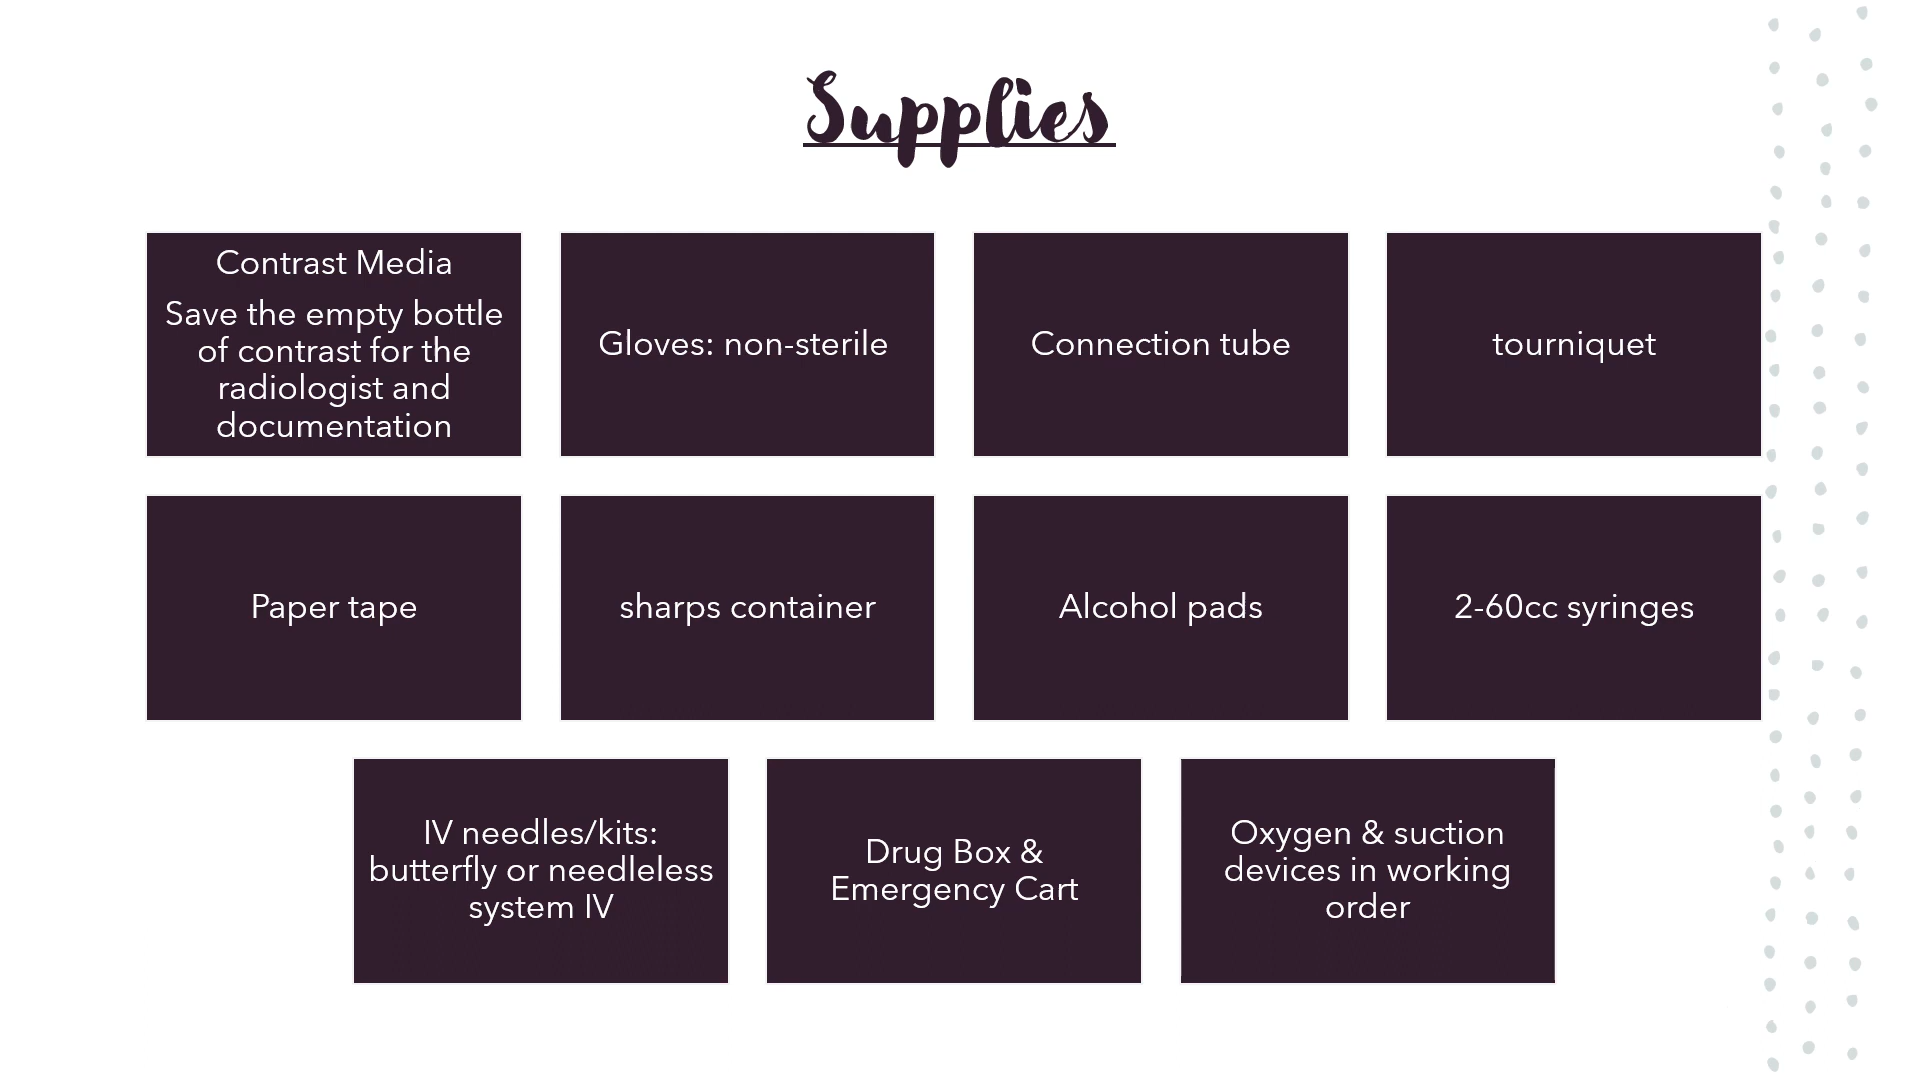 Supplies
Contrast Media
Save the empty bottle
of contrast for the
radiologist and
documentation
Gloves: non-sterile
Connection tube
tourniquet
Paper tape
sharps container
Alcohol pads
2-60cc syringes
IV needles/kits:
butterfly or needleless
system IV
Drug Box &
Emergency Cart
Oxygen & suction
devices in working
order